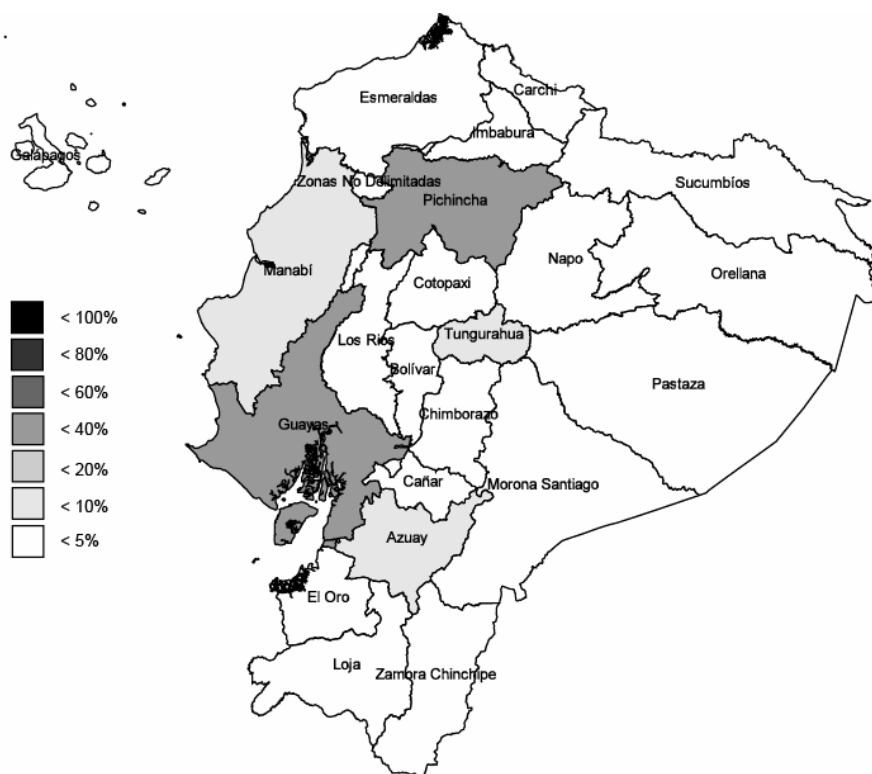 Carchi
Esmeraldas
Imbabura
Galápagos
Zonas No Delimitadas
Sucumbíos
Pichincha
Napo
Manabí
Orellana
Cotopaxi
< 100%
Los Ríos
Tungurahua
< 80%
Bolívar
Pastaza
< 60%
Chimborazo
< 40%
Guayas
< 20%
Cañar
Morona Santiago
< 10%
Azuay
< 5%
El Oro
Loja
Zamora Chinchipe